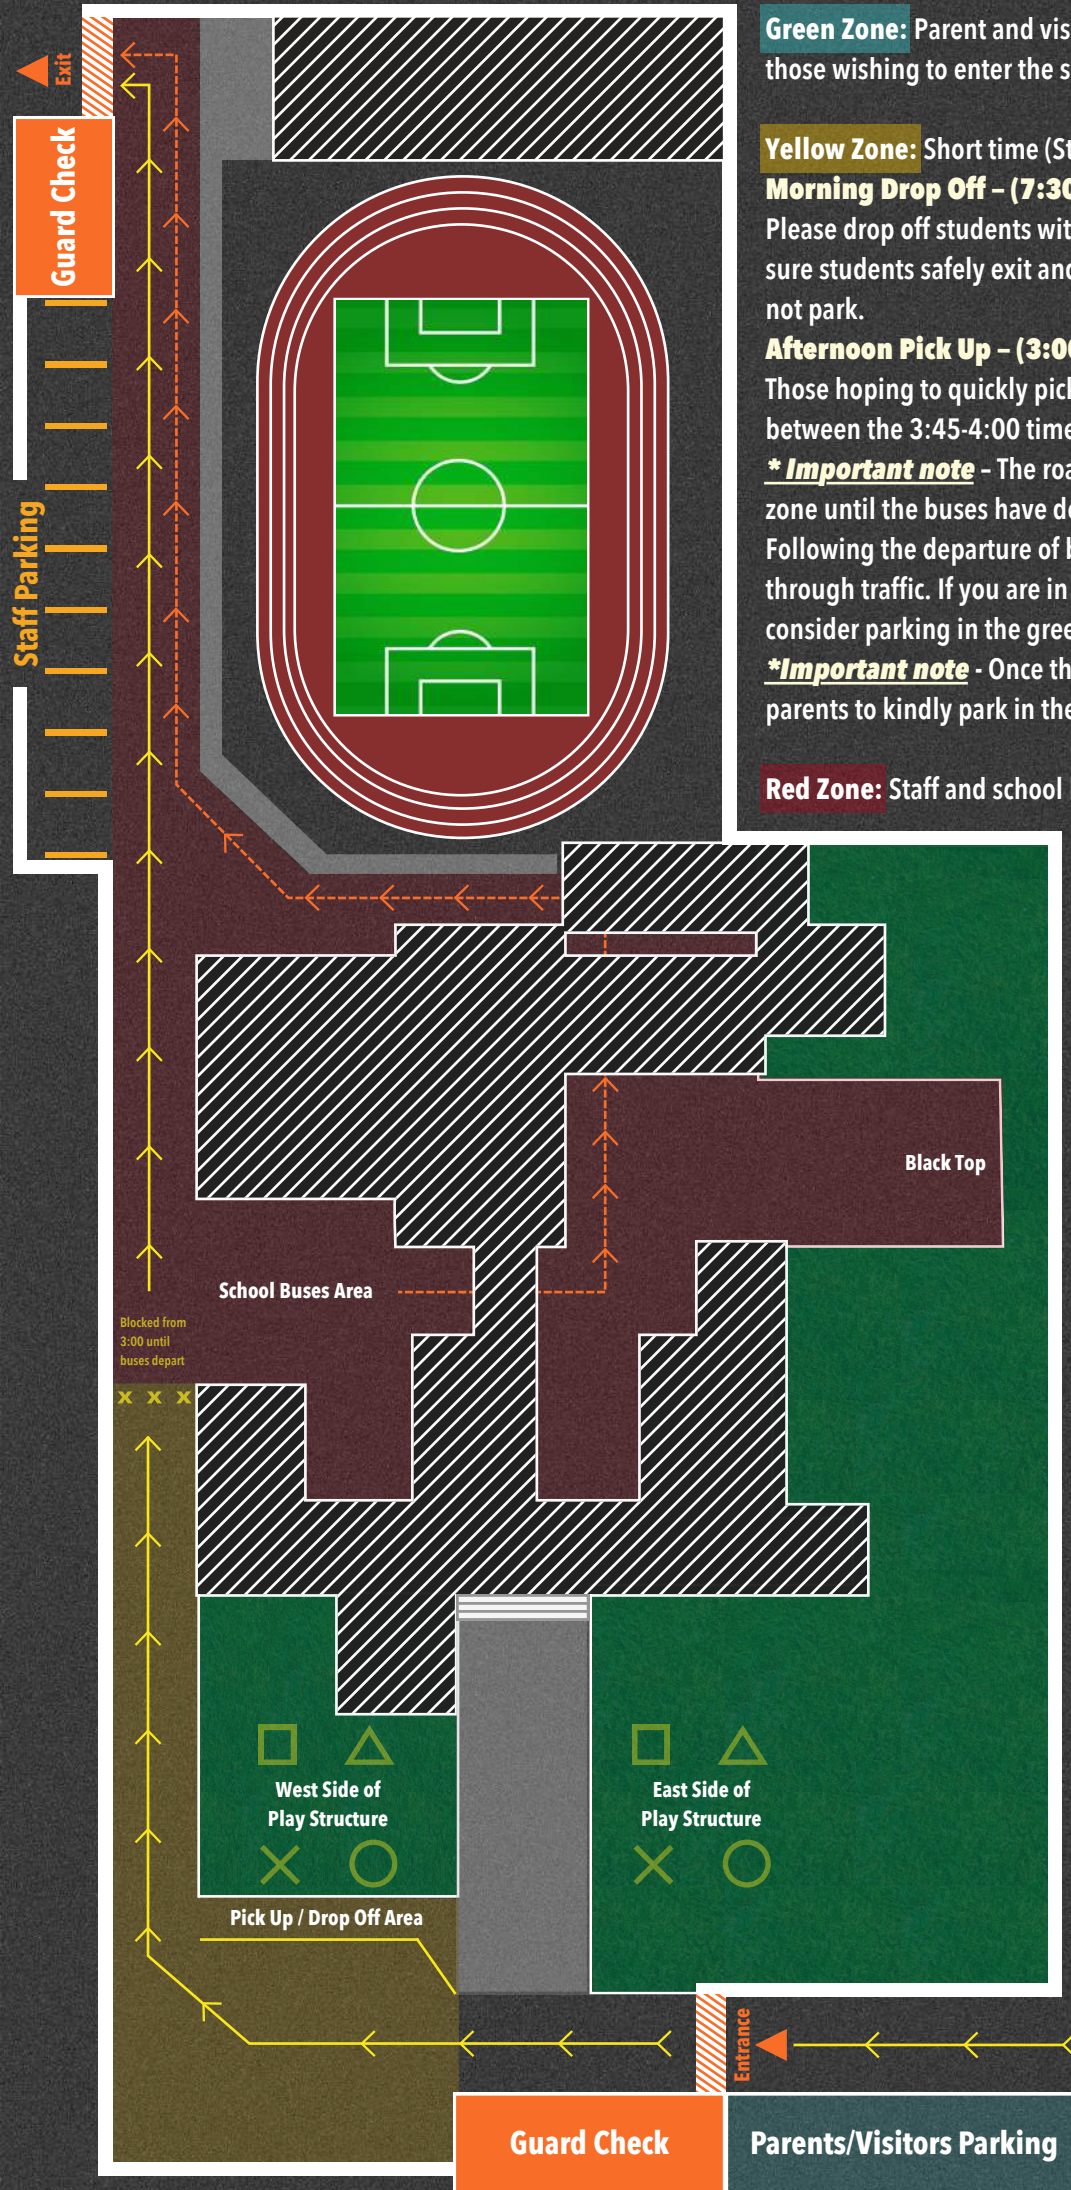 Exit
Guard Check
Staff Parking
Green Zone: Parent and vis
those wishing to enter the s
Yellow Zone: Short time (St
Morning Drop Off – (7:30
Please drop off students wit
sure students safely exit and
not park.
Afternoon Pick Up – (3:00
Those hoping to quickly pick
between the 3:45-4:00 time
* Important note – The roa
zone until the buses have de
Following the departure of b
through traffic. If you are in
consider parking in the gree
*Important note - Once th
parents to kindly park in the
Red Zone: Staff and school
Black Top
School Buses Area
Blocked from
3:00 until
buses depart
x x x
West Side of
Play Structure
East Side of
Play Structure
Pick Up / Drop Off Area
Entrance
Guard Check
Parents/Visitors Parking